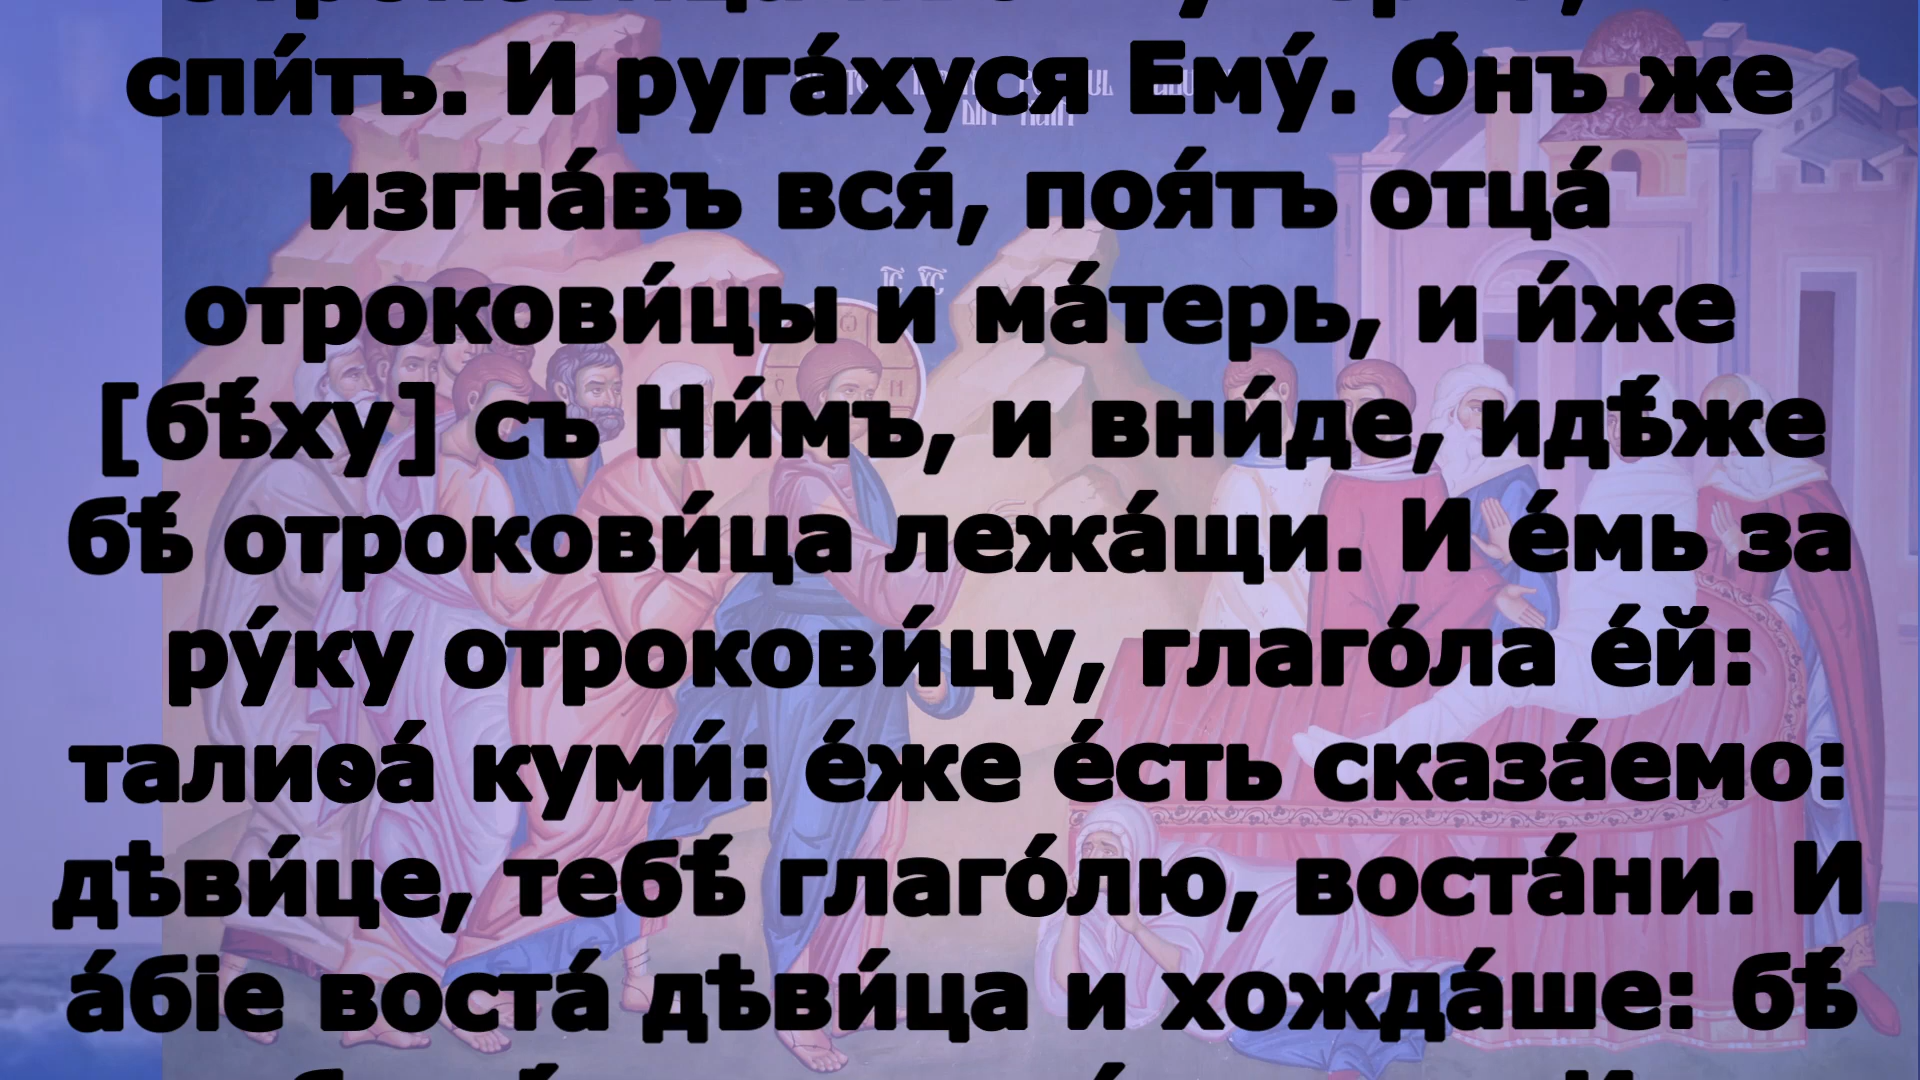 спи́тъ. И руга́хуся Ему́. О́нъ же
изгна́въ вся́, поя́тъ отца́
отрокови́цы и ма́терь, и и́же
[бѣ́ху] съ Ни́мъ, и вни́де, идѣ́же
бѣ́ отрокови́ца лежа́щи. И е́мь за
ру́ку отрокови́цу, глаго́ла е́й:
талиѳа́ куми́: е́же е́сть сказа́емо:
дѣви́це, тебѣ́ глаго́лю, воста́ни. И
а́біе воста́ дѣви́ца и хожда́ше: бѣ́